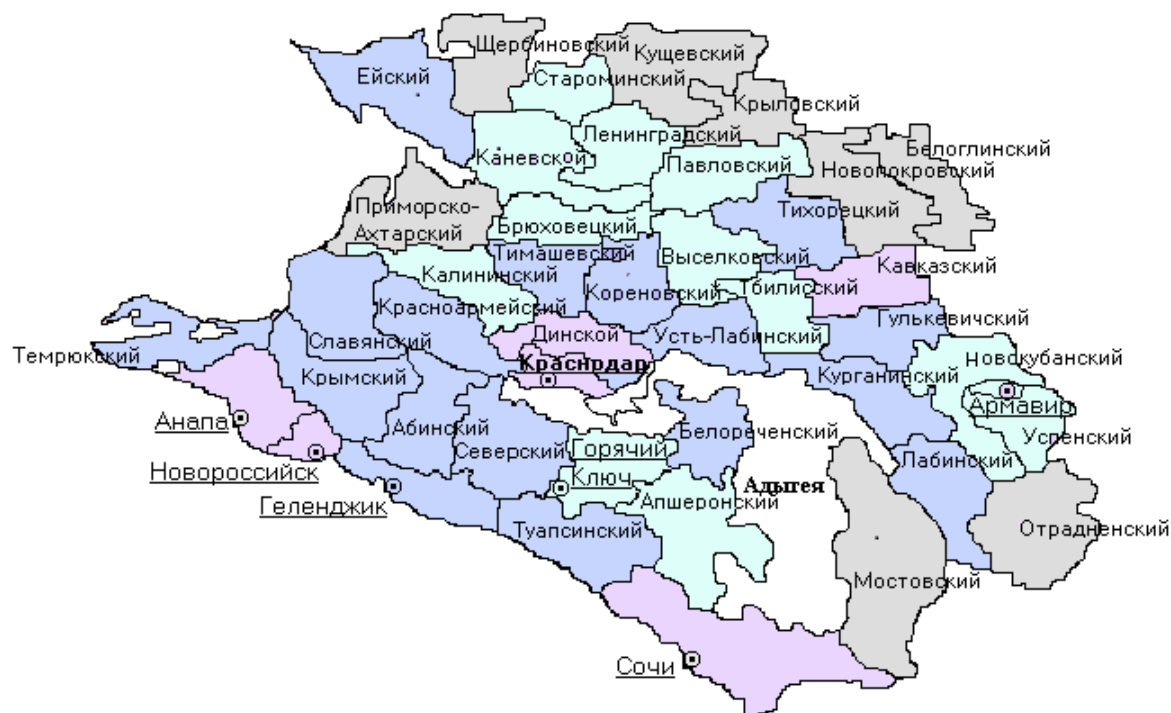 Щербиновский
Кущевский
Ейский
Староминский
Крыловский
Ленинградский
Белоглинский
Каневской
Павловский
Новопокровский
Приморско-
Ахтарский
Тихорецкий
Брюховецкий
Тимашевский
Выселковский
Кавказский
Калининский
Кореновский
Тбилисский
Красноармейский
Гулькевичский
Динской
Усть-Лабинский
Славянский
Темрюкский
Краснрдар
Новокубанский
Крымский
Курганинский
Армавир
Анапа
Абинский
Белореченский
Успенский
Горячий
Северский
Лабинский
Новороссийск
Ключ
Адыгея
Геленджик
Апшеронский
Туапсинский
Отрадненский
Мостовский
Сочи